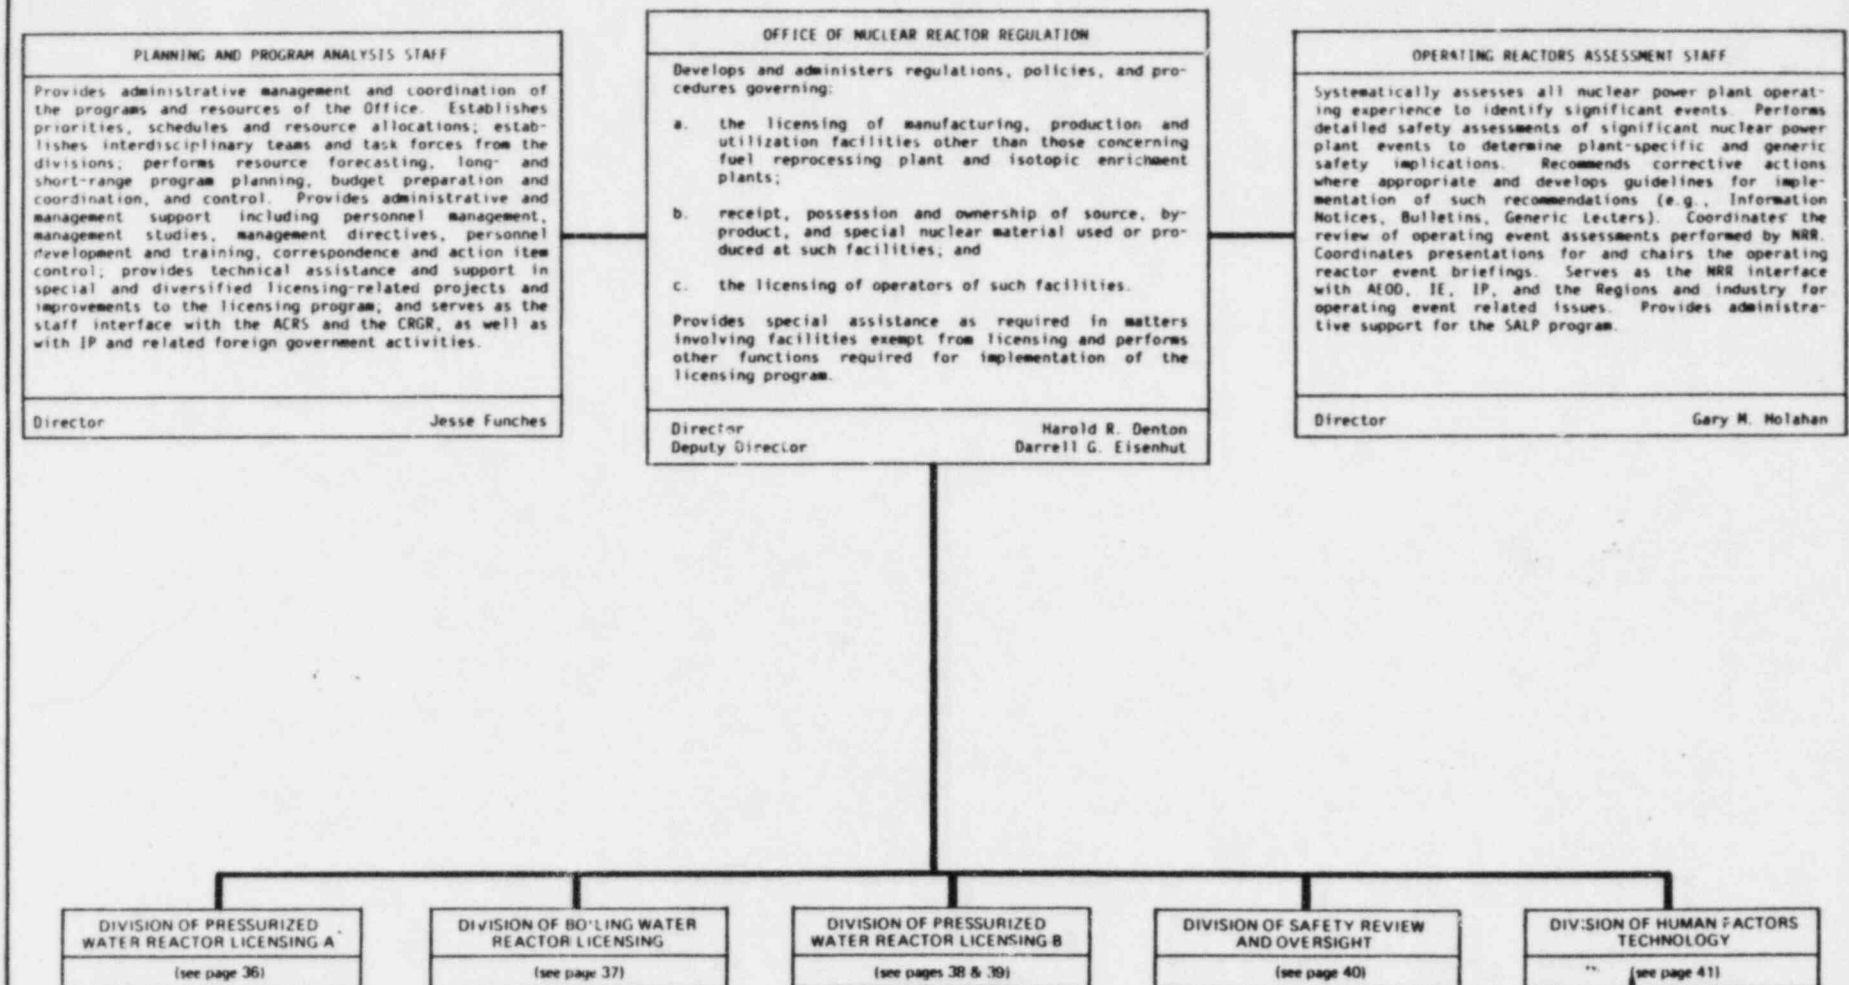 PLANNING AND PROGRAM ANALYSIS STAFF
Provides administrative management and coordination of
the programs and resources of the Office. Establishes
priorities, schedules and resource allocations; estab-
lishes interdisciplinary teams and task forces from the
divisions; performs resource forecasting, long- and
short-range program planning, budget preparation and
coordination, and control. Provides administrative and
management support including personnel management,
management studies, management directives, personnel
development and training, correspondence and action item
control; provides technical assistance and support in
special and diversified licensing-related projects and
improvements to the licensing program; and serves as the
staff interface with the ACRS and the CRGR, as well as
with IP and related foreign government activities.
Director Jesse Funches
OFFICE OF NUCLEAR REACTOR REGULATION
Develops and administers regulations, policies, and pro-
cedures governing:
a. the licensing of manufacturing, production and
utilization facilities other than those concerning
fuel reprocessing plant and isotopic enrichment
plants;
b. receipt, possession and ownership of source, by-
product, and special nuclear material used or pro-
duced at such facilities; and
c. the licensing of operators of such facilities.
Provides special assistance as required in matters
involving facilities exempt from licensing and performs
other functions required for implementation of the
licensing program.
Director Harold R. Denton
Deputy Director Darrell G. Eisenhut
OPERATING REACTORS ASSESSMENT STAFF
Systematically assesses all nuclear power plant operat-
ing experience to identify significant events. Performs
detailed safety assessments of significant nuclear power
plant events to determine plant-specific and generic
safety implications. Recommends corrective actions
where appropriate and develops guidelines for imple-
mentation of such recommendations (e.g., Information
Notices, Bulletins, Generic Letters). Coordinates the
review of operating event assessments performed by NRR.
Coordinates presentations for and chairs the operating
reactor event briefings. Serves as the NRR interface
with AEOD, IE, IP, and the Regions and industry for
operating event related issues. Provides administra-
tive support for the SALP program.
Director Gary M. Holahan
DIVISION OF PRESSURIZED
WATER REACTOR LICENSING A
(see page 36)
DIVISION OF BOILING WATER
REACTOR LICENSING
(see page 37)
DIVISION OF PRESSURIZED
WATER REACTOR LICENSING B
(see pages 38 & 39)
DIVISION OF SAFETY REVIEW
AND OVERSIGHT
(see page 40)
DIVISION OF HUMAN FACTORS
TECHNOLOGY
(see page 41)